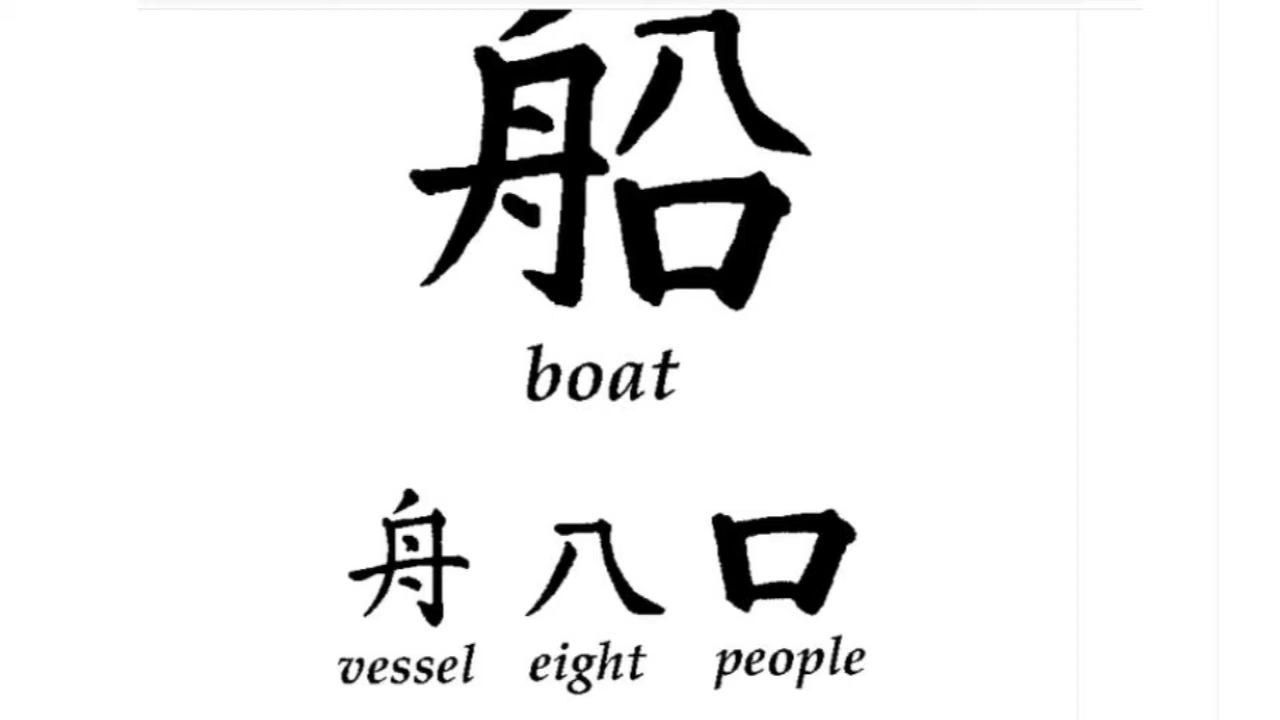 船
boat
舟 八 口
vessel eight people